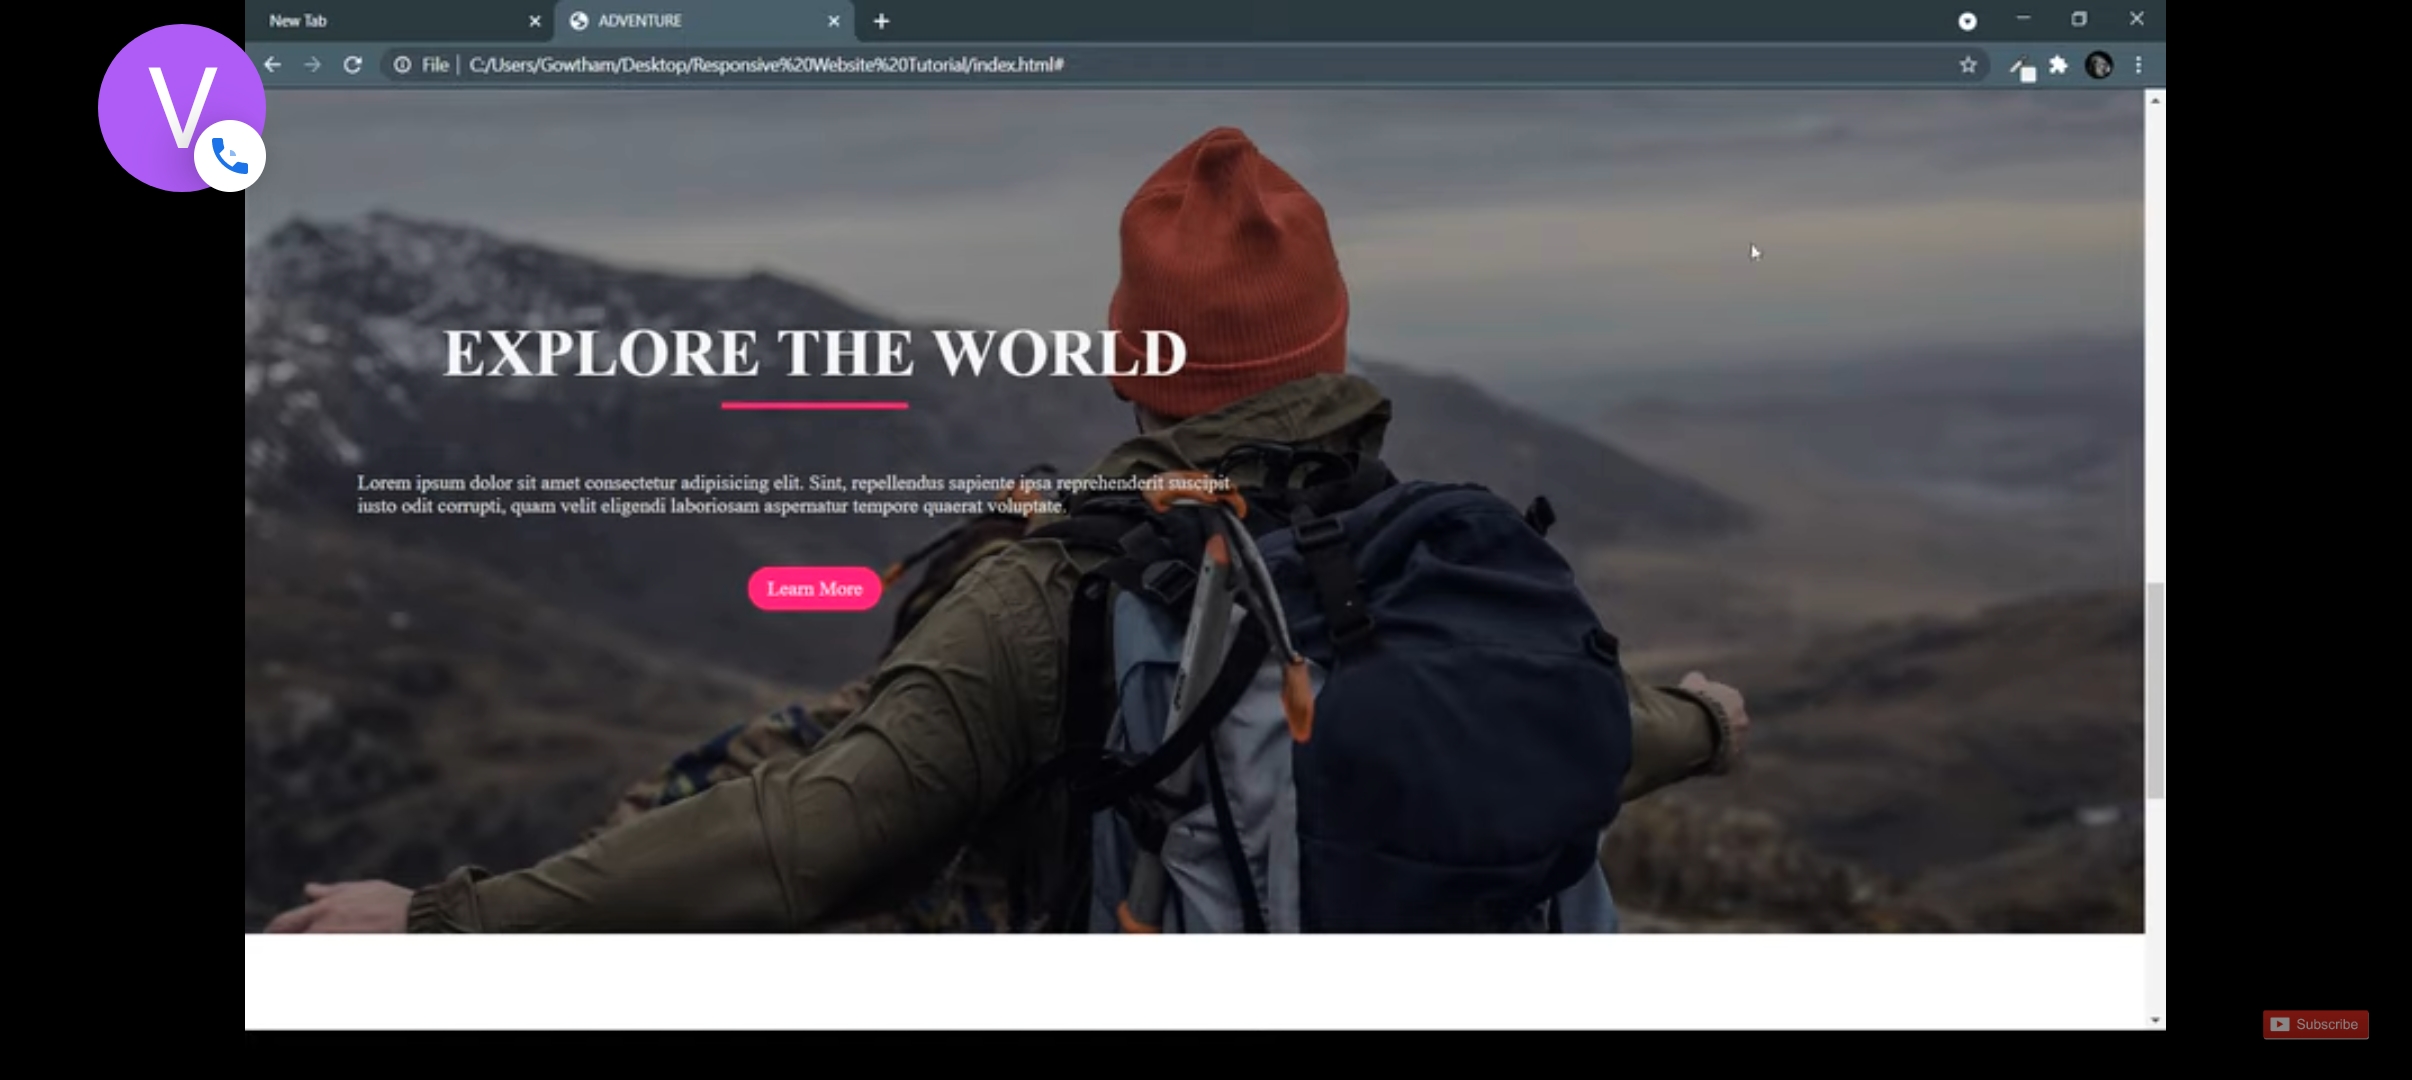 New Tab
ADVENTURE
V
File
C:/Users/Gowtham/Desktop/Responsive%20Website%20Tutorial/index.html#
EXPLORE THE WORLD
Lorem ipsum dolor sit amet consectetur adipisicing elit. Sint, repellendus sapiente ipsa reprehenderit suscipit
iusto odit corrupti, quam velit eligendi laboriosam aspernatur tempore quaerat voluptate.
Learn More
Subscribe